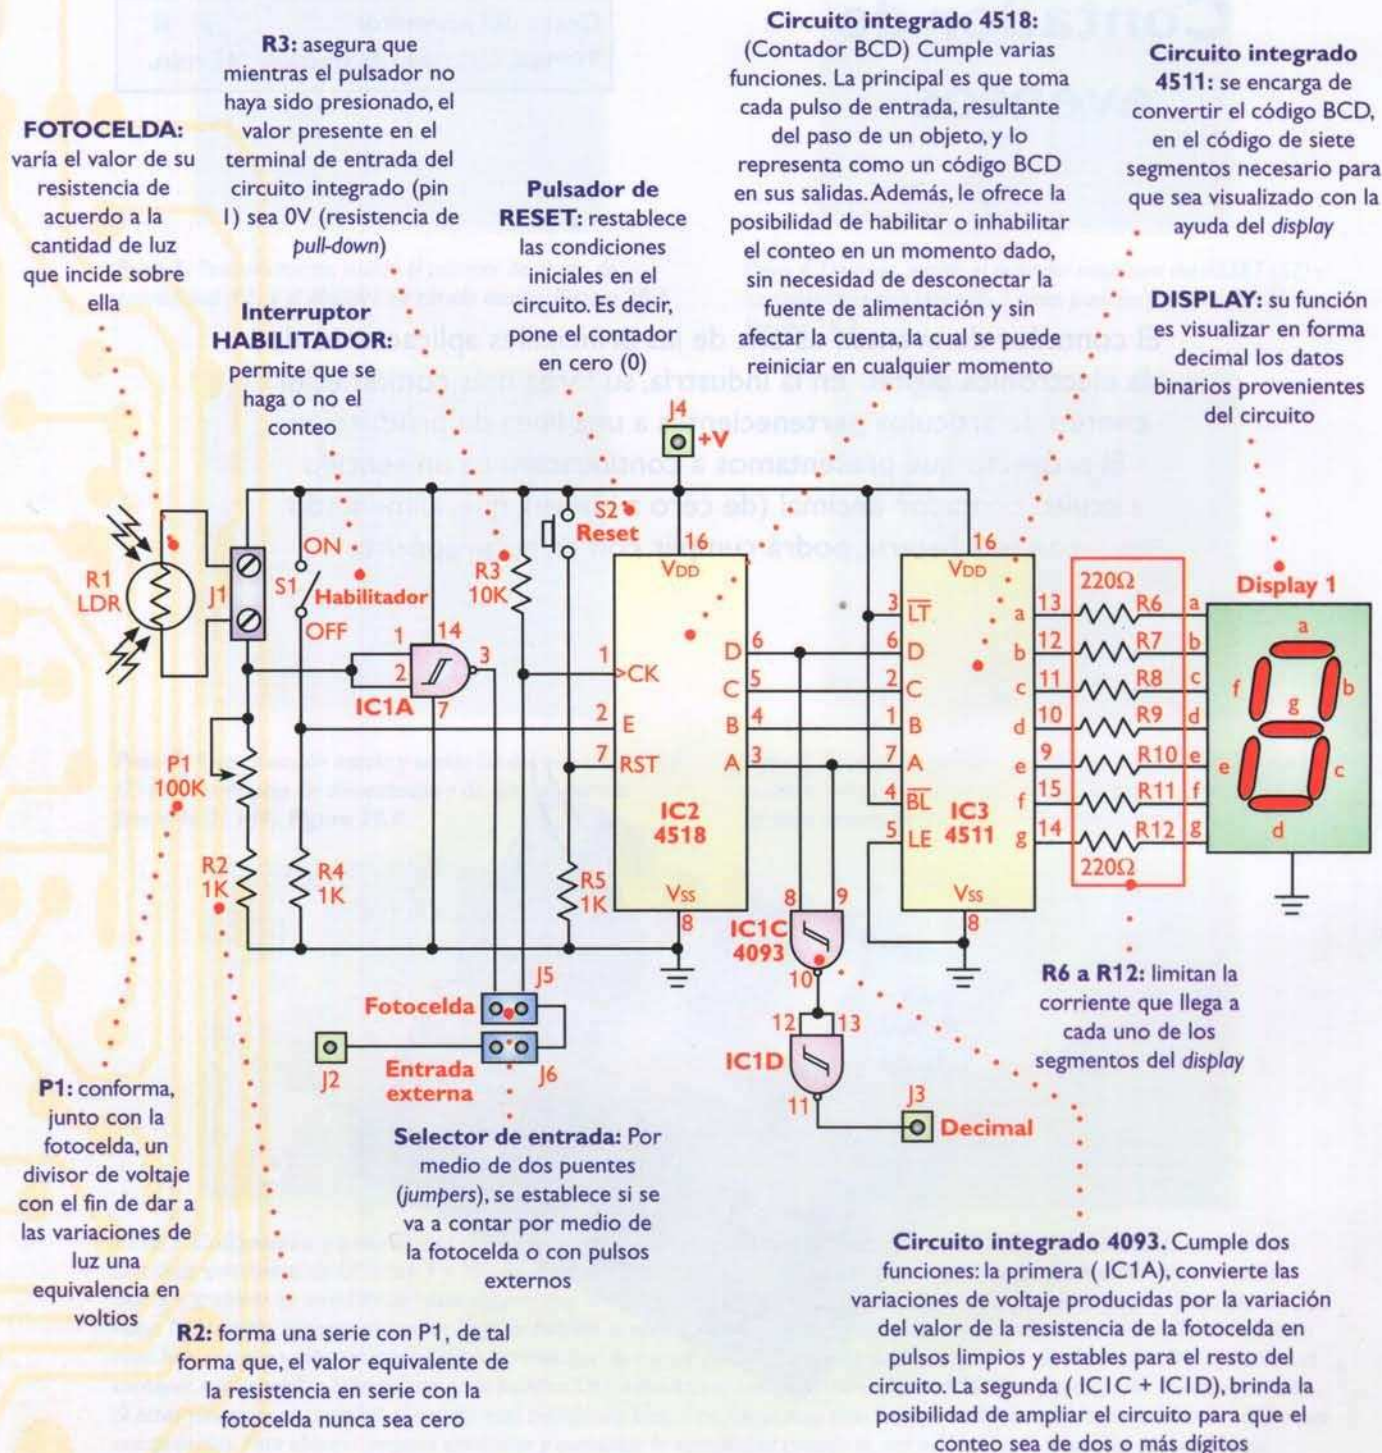 R3: asegura que
mientras el pulsador no
haya sido presionado, el
valor presente en el
terminal de entrada del
circuito integrado (pin
1) sea 0V (resistencia de
pull-down)
FOTOCELDA:
varía el valor de su
resistencia de
acuerdo a la
cantidad de luz
que incide sobre
ella
Interruptor
HABILITADOR:
permite que se
haga o no el
conteo
Pulsador de
RESET: restablece
las condiciones
iniciales en el
circuito. Es decir,
pone el contador
en cero (0)
Circuito integrado 4518:
(Contador BCD) Cumple varias
funciones. La principal es que toma
cada pulso de entrada, resultante
del paso de un objeto, y lo
representa como un código BCD
en sus salidas. Además, le ofrece la
posibilidad de habilitar o inhabilitar
el conteo en un momento dado,
sin necesidad de desconectar la
fuente de alimentación y sin
afectar la cuenta, la cual se puede
reiniciar en cualquier momento
Circuito integrado
4511: se encarga de
convertir el código BCD,
en el código de siete
segmentos necesario para
que sea visualizado con la
ayuda del display
DISPLAY: su función
es visualizar en forma
decimal los datos
binarios provenientes
del circuito
J4
+V
R1
LDR
J1
ON
S1
Habilitador
OFF
1
2
14
3
7
IC1A
R3
10K
S2
Reset
P1
100K
R2
1K
R4
1K
R5
1K
16
VDD
1
CK
2
E
7
RST
D
6
C
5
B
4
A
3
IC2
4518
VSS
8
16
VDD
3
LT
6
D
2
C
1
B
7
A
4
BL
5
LE
IC3
4511
VSS
8
a
13
b
12
c
11
d
10
e
9
f
15
g
14
220Ω
R6
R7
R8
R9
R10
R11
R12
220Ω
a
b
c
d
e
f
g
Display 1
a
f
b
g
e
c
d
8
9
IC1C
4093
10
12
13
IC1D
11
J3
Decimal
J5
Fotocelda
J2
Entrada
externa
J6
R6 a R12: limitan la
corriente que llega a
cada uno de los
segmentos del display
P1: conforma,
junto con la
fotocelda, un
divisor de voltaje
con el fin de dar a
las variaciones de
luz una
equivalencia en
voltios
Selector de entrada: Por
medio de dos puentes
(jumpers), se establece si se
va a contar por medio de
la fotocelda o con pulsos
externos
R2: forma una serie con P1, de tal
forma que, el valor equivalente de
la resistencia en serie con la
fotocelda nunca sea cero
Circuito integrado 4093. Cumple dos
funciones: la primera ( IC1A), convierte las
variaciones de voltaje producidas por la variación
del valor de la resistencia de la fotocelda en
pulsos limpios y estables para el resto del
circuito. La segunda ( IC1C + IC1D), brinda la
posibilidad de ampliar el circuito para que el
conteo sea de dos o más dígitos